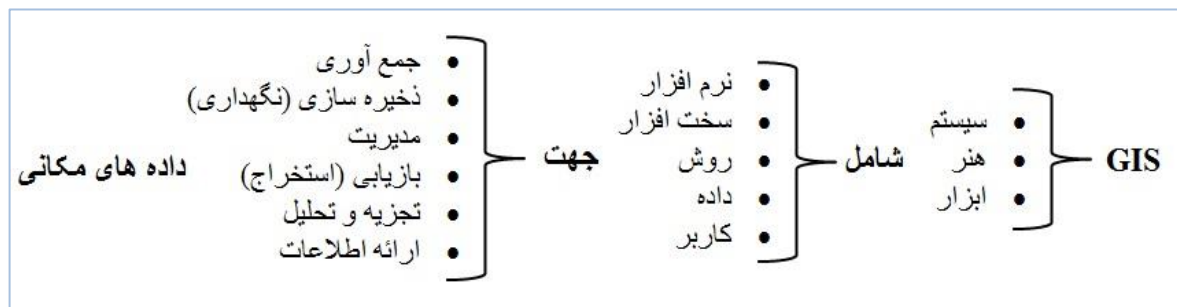 GIS
سیستم
هنر
ابزار
شامل
نرم افزار
سخت افزار
روش
داده
کاربر
جهت
جمع آوری
ذخیره سازی (نگهداری)
مدیریت
بازیابی (استخراج)
تجزیه و تحلیل
ارائه اطلاعات
داده های مکانی